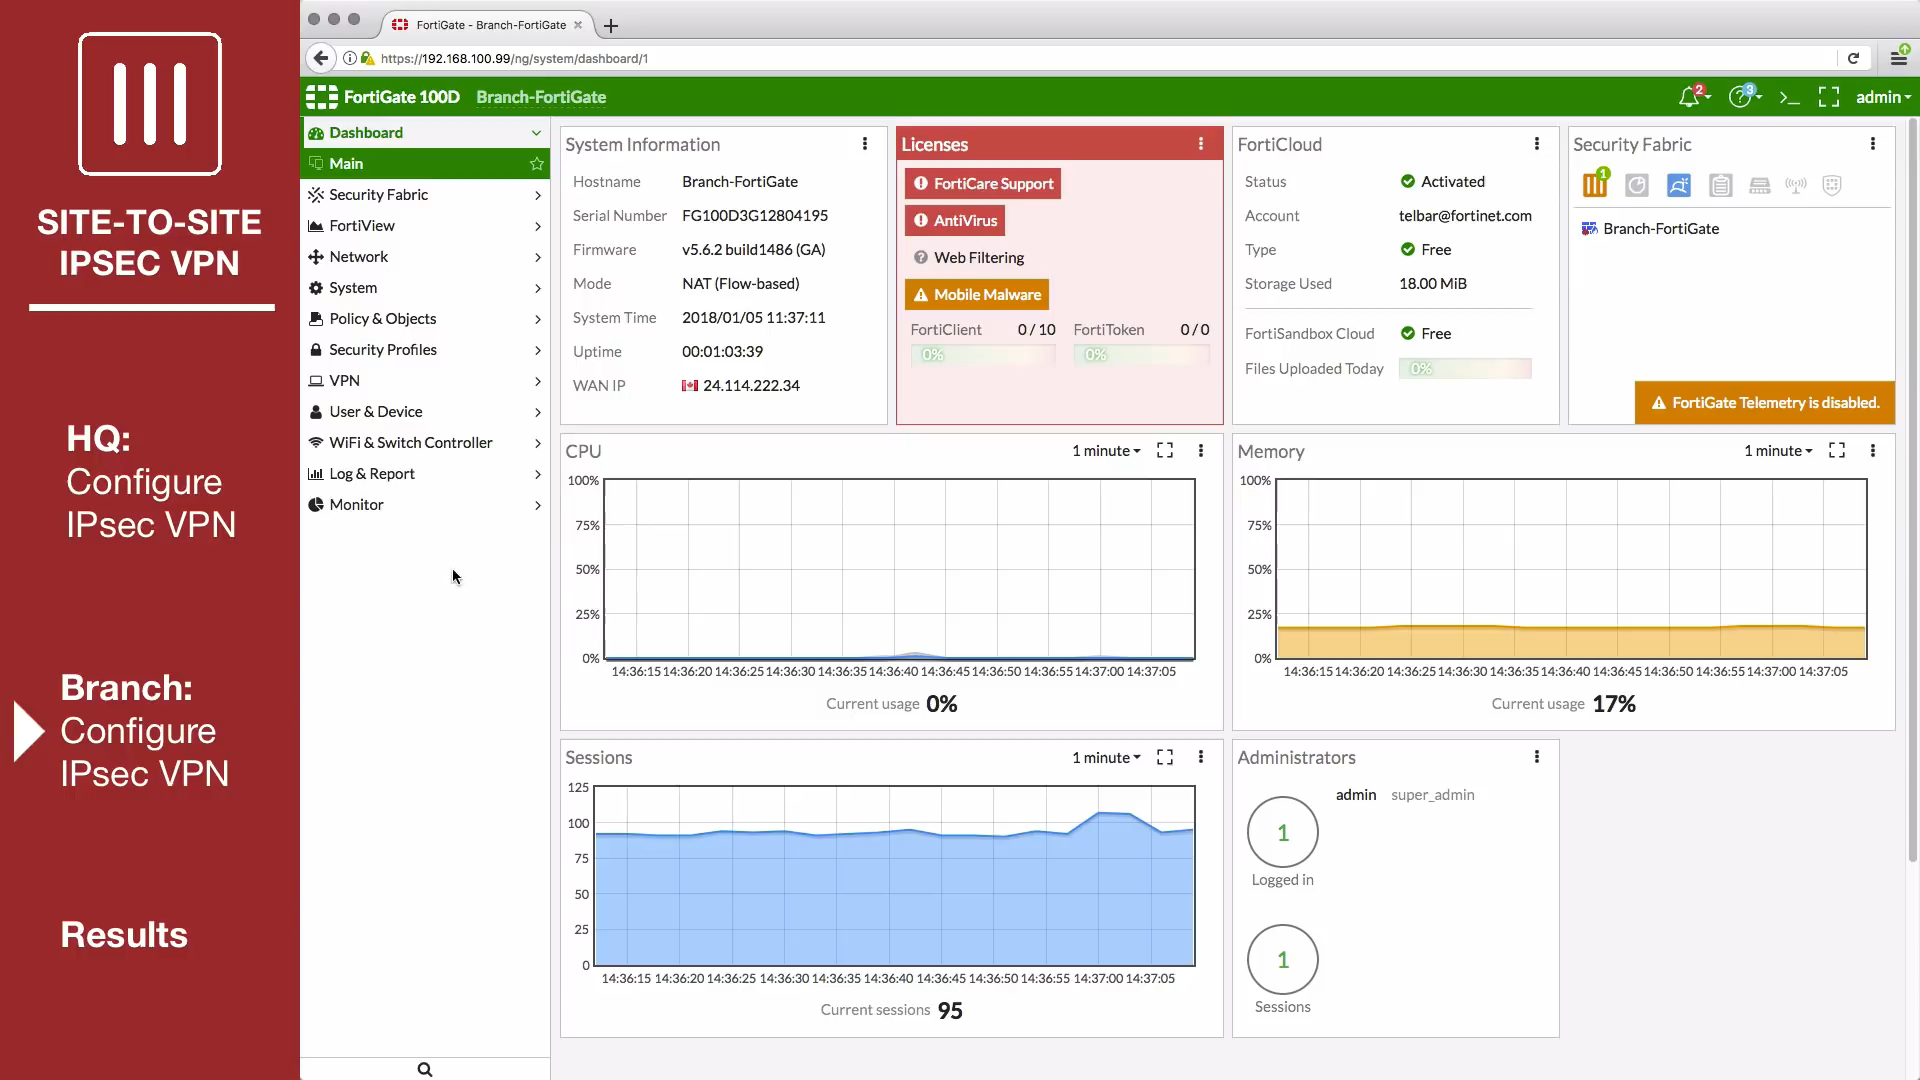 SITE-TO-SITE
IPSEC VPN
HQ:
Configure
IPsec VPN
Branch:
Configure
IPsec VPN
Results
FortiGate - Branch-FortiGate
https://192.168.100.99/ng/system/dashboard/1
FortiGate 100D Branch-FortiGate
2
3
admin
Dashboard
Main
Security Fabric
FortiView
Network
System
Policy & Objects
Security Profiles
VPN
User & Device
WiFi & Switch Controller
Log & Report
Monitor
System Information
Hostname Branch-FortiGate
Serial Number FG100D3G12804195
Firmware v5.6.2 build1486 (GA)
Mode NAT (Flow-based)
System Time 2018/01/05 11:37:11
Uptime 00:01:03:39
WAN IP 24.114.222.34
Licenses
FortiCare Support
AntiVirus
Web Filtering
Mobile Malware
FortiClient 0 / 10 FortiToken 0 / 0
0% 0%
FortiCloud
Status Activated
Account telbar@fortinet.com
Type Free
Storage Used 18.00 MiB
FortiSandbox Cloud Free
Files Uploaded Today 0%
Security Fabric
1
Branch-FortiGate
FortiGate Telemetry is disabled.
CPU 1 minute
100%
75%
50%
25%
0%
14:36:15 14:36:20 14:36:25 14:36:30 14:36:35 14:36:40 14:36:45 14:36:50 14:36:55 14:37:00 14:37:05
Current usage 0%
Memory 1 minute
100%
75%
50%
25%
0%
14:36:15 14:36:20 14:36:25 14:36:30 14:36:35 14:36:40 14:36:45 14:36:50 14:36:55 14:37:00 14:37:05
Current usage 17%
Sessions 1 minute
125
100
75
50
25
0
14:36:15 14:36:20 14:36:25 14:36:30 14:36:35 14:36:40 14:36:45 14:36:50 14:36:55 14:37:00 14:37:05
Current sessions 95
Administrators
admin super_admin
1
Logged in
1
Sessions